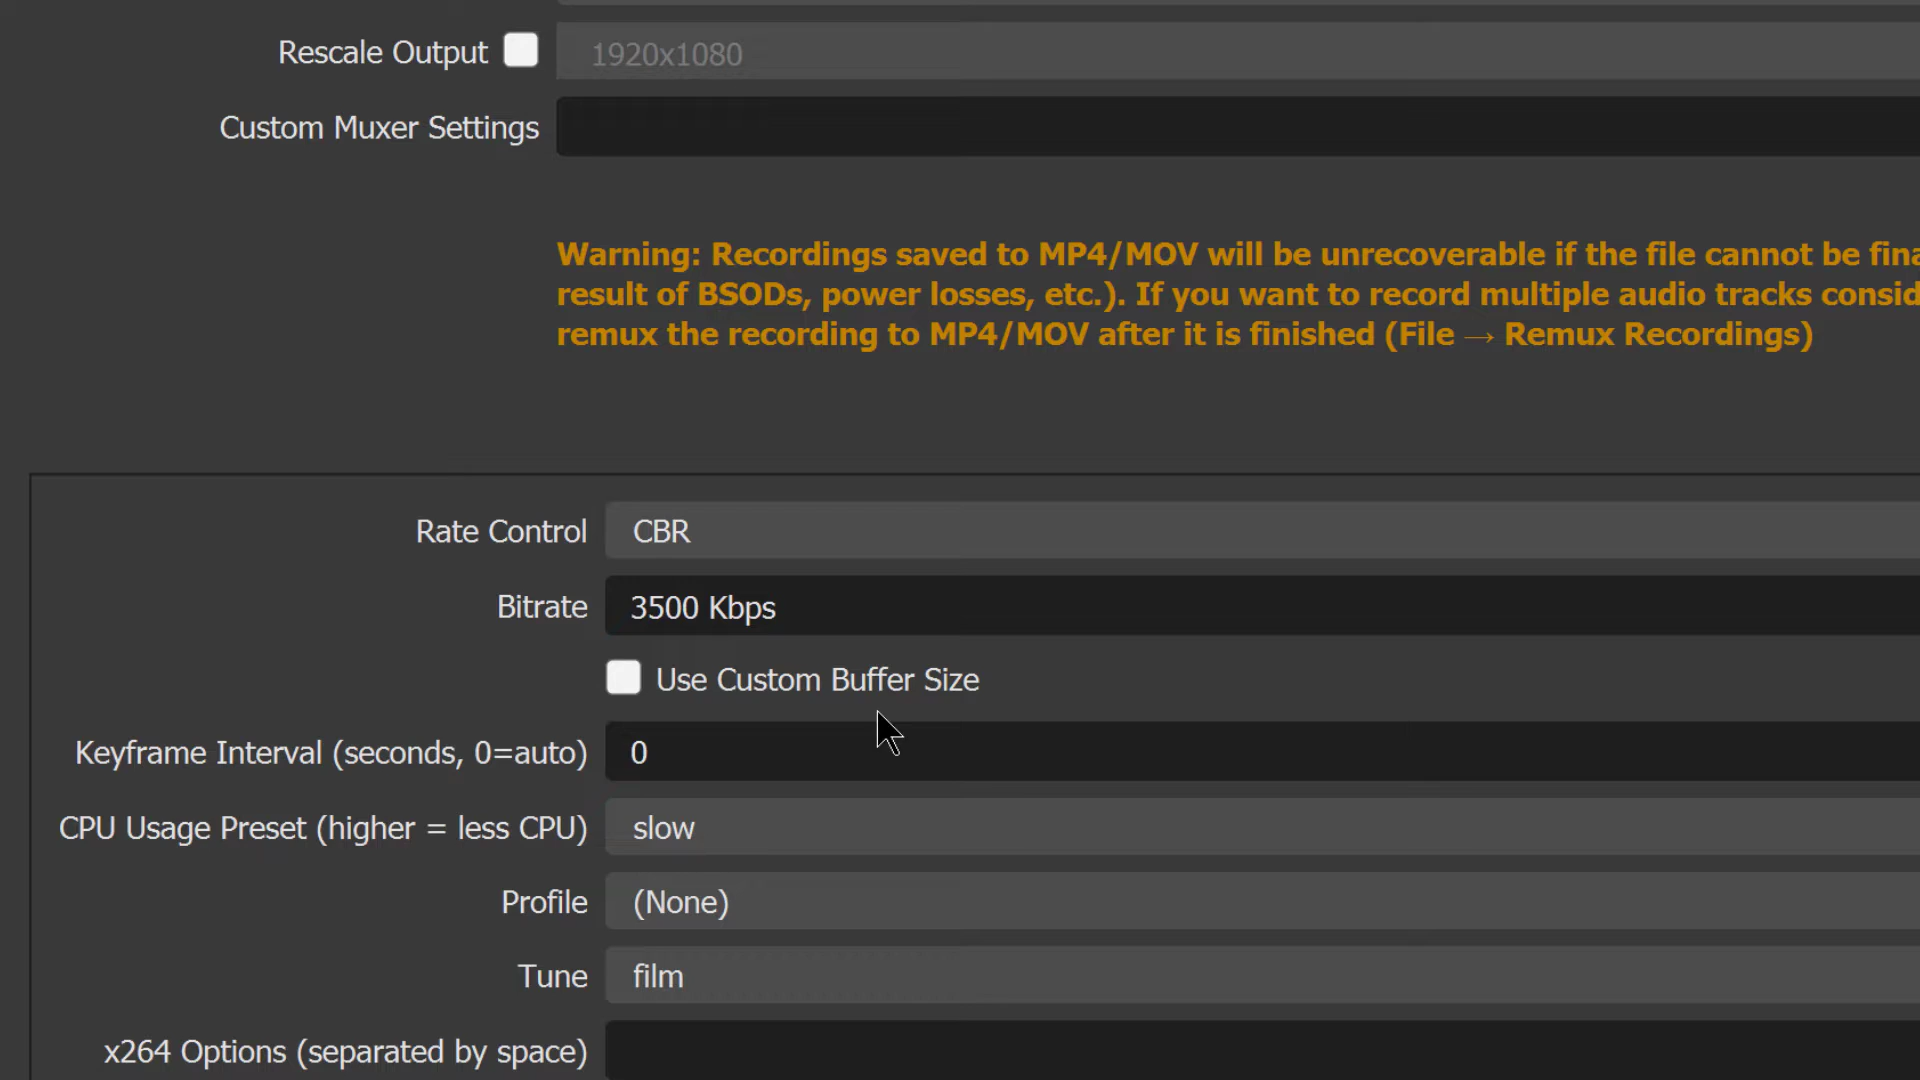 Rescale Output 1920x1080
Custom Muxer Settings
Warning: Recordings saved to MP4/MOV will be unrecoverable if the file cannot be
result of BSODs, power losses, etc.). If you want to record multiple audio tracks
remux the recording to MP4/MOV after it is finished (File → Remux Recordings)
Rate Control CBR
Bitrate 3500 Kbps
Use Custom Buffer Size
Keyframe Interval (seconds, 0=auto) 0
CPU Usage Preset (higher = less CPU) slow
Profile (None)
Tune film
x264 Options (separated by space)